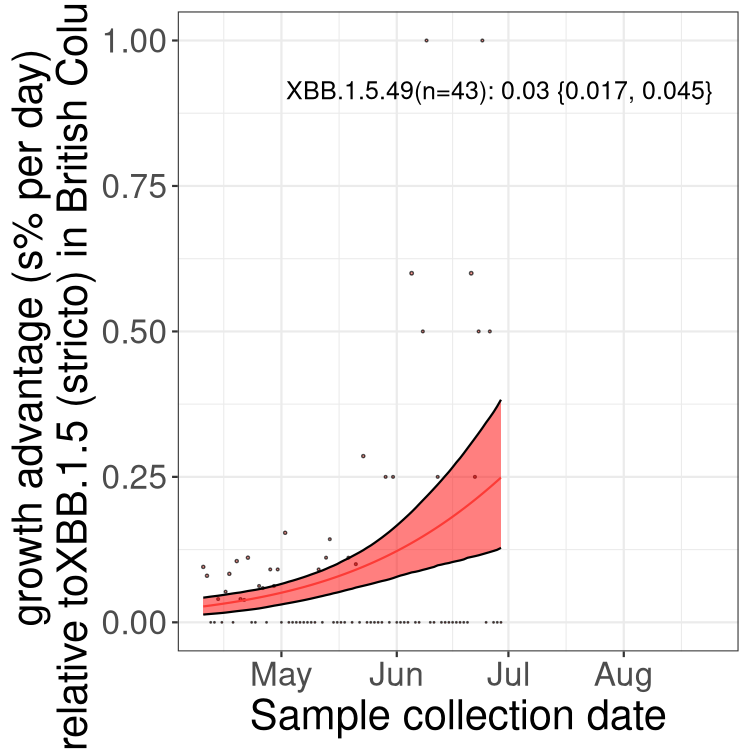 growth advantage (s% per day)
relative toXBB.1.5 (stricto) in British Colu
1.00
0.75
0.50
0.25
0.00
XBB.1.5.49(n=43): 0.03 {0.017, 0.045}
May Jun Jul Aug
Sample collection date